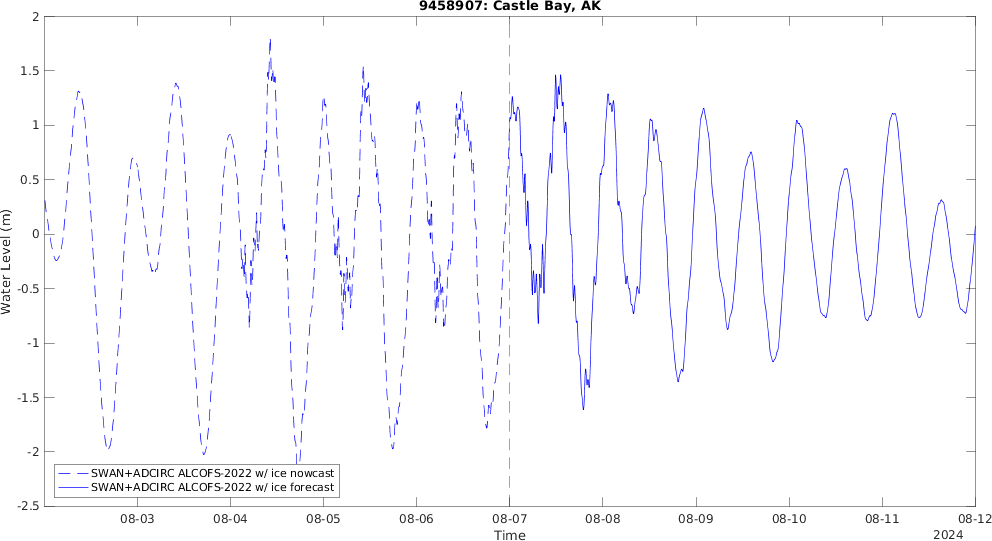 9458907: Castle Bay, AK
Water Level (m)
2
1.5
1
0.5
0
-0.5
-1
-1.5
-2
-2.5
SWAN+ADCIRC ALCOFS-2022 w/ ice nowcast
SWAN+ADCIRC ALCOFS-2022 w/ ice forecast
08-03 08-04 08-05 08-06 08-07 08-08 08-09 08-10 08-11 08-12
Time
2024